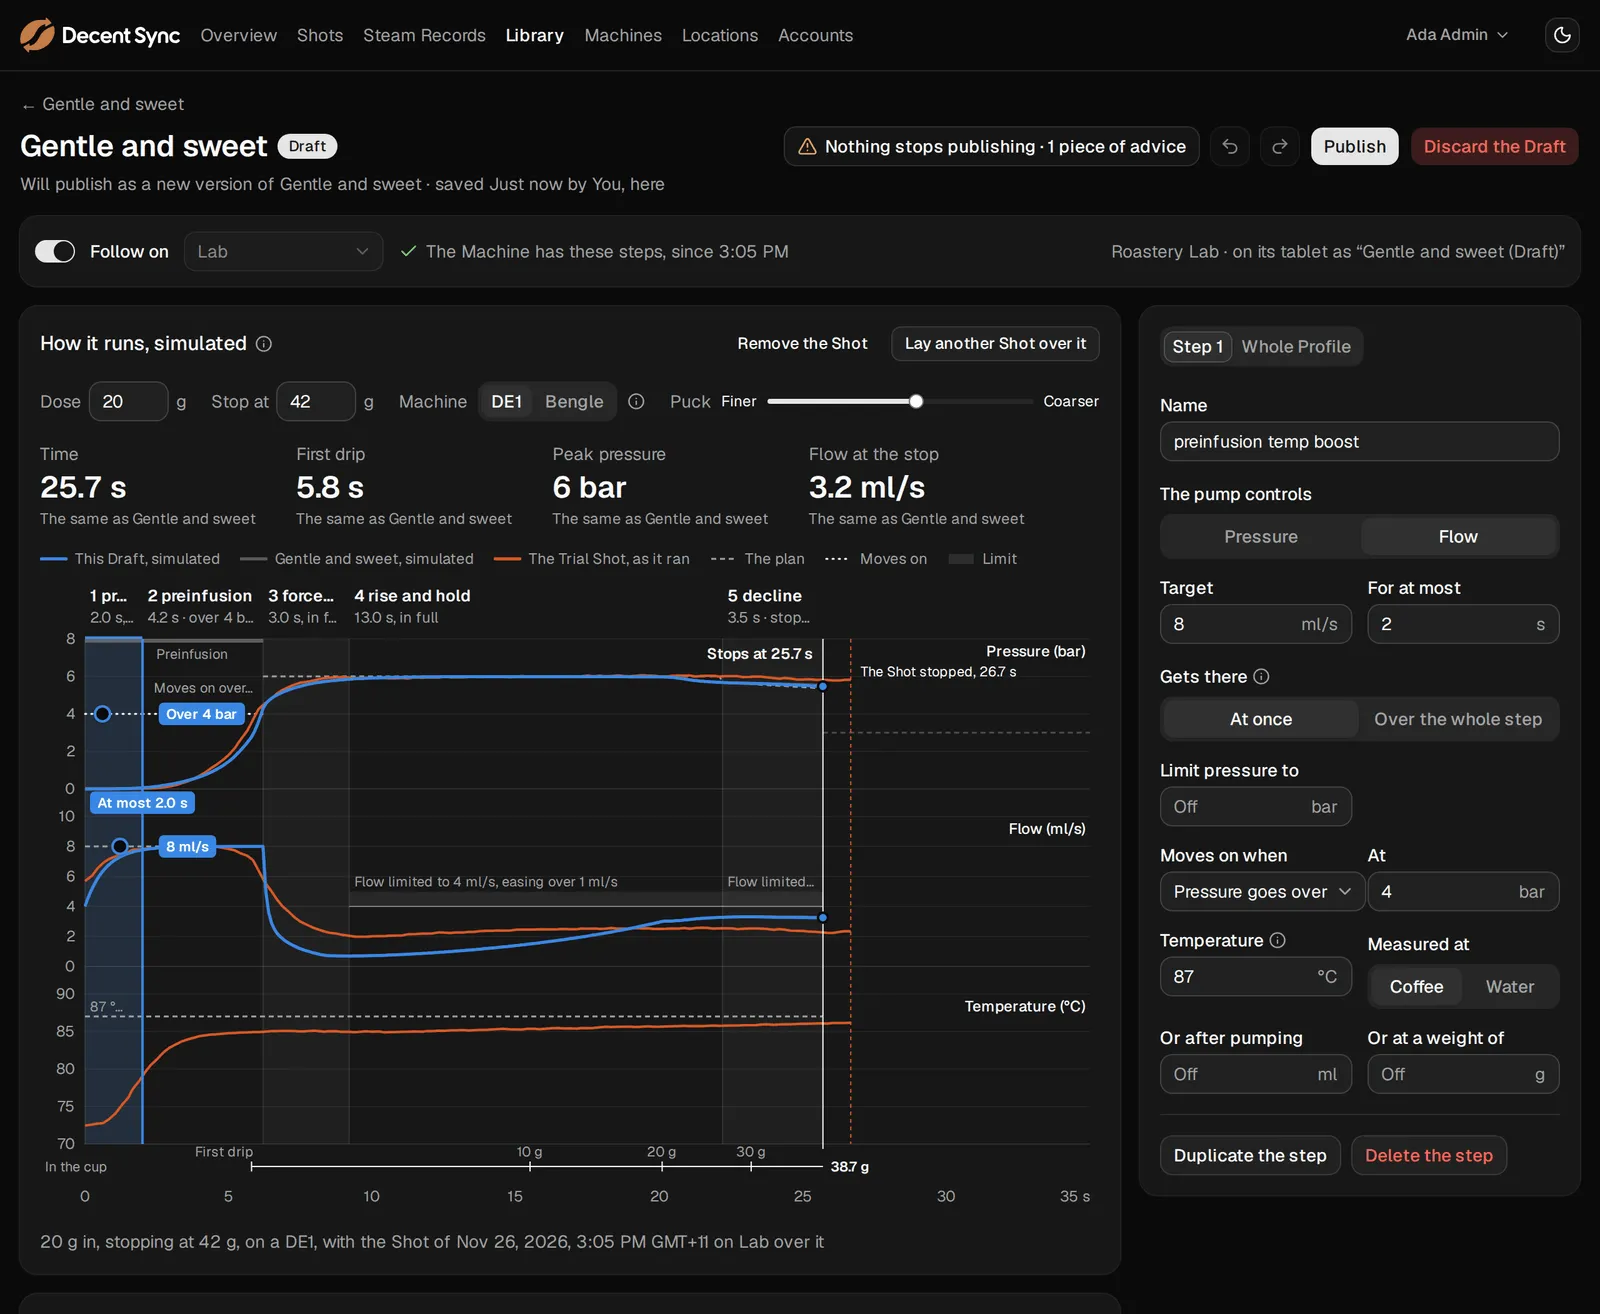 Decent Sync Overview Shots Steam Records Library Machines Locations Accounts Ada Admin
← Gentle and sweet
Gentle and sweet Draft Nothing stops publishing · 1 piece of advice Publish Discard the Draft
Will publish as a new version of Gentle and sweet · saved Just now by You, here
Follow on Lab The Machine has these steps, since 3:05 PM Roastery Lab · on its tablet as “Gentle and sweet (Draft)”
How it runs, simulated Remove the Shot Lay another Shot over it
Dose 20 g Stop at 42 g Machine DE1 Bengle Puck Finer Coarser
Time First drip Peak pressure Flow at the stop
25.7 s 5.8 s 6 bar 3.2 ml/s
The same as Gentle and sweet The same as Gentle and sweet The same as Gentle and sweet The same as Gentle and sweet
This Draft, simulated Gentle and sweet, simulated The Trial Shot, as it ran The plan Moves on Limit
1 pr... 2 preinfusion 3 force... 4 rise and hold 5 decline
2.0 s,... 4.2 s · over 4 b... 3.0 s, in f... 13.0 s, in full 3.5 s · stop...
8
Preinfusion Stops at 25.7 s Pressure (bar)
The Shot stopped, 26.7 s
6
Moves on over...
4 Over 4 bar
2
0
At most 2.0 s
10
Flow (ml/s)
8 8 ml/s
6 Flow limited to 4 ml/s, easing over 1 ml/s Flow limited...
4
2
0
90
87 °... Temperature (°C)
85
80
75
70
First drip 10 g 20 g 30 g
In the cup 38.7 g
0 5 10 15 20 25 30 35 s
20 g in, stopping at 42 g, on a DE1, with the Shot of Nov 26, 2026, 3:05 PM GMT+11 on Lab over it
Step 1 Whole Profile
Name
preinfusion temp boost
The pump controls
Pressure Flow
Target For at most
8 ml/s 2 s
Gets there
At once Over the whole step
Limit pressure to
Off bar
Moves on when At
Pressure goes over 4 bar
Temperature Measured at
87 °C Coffee Water
Or after pumping Or at a weight of
Off ml Off g
Duplicate the step Delete the step